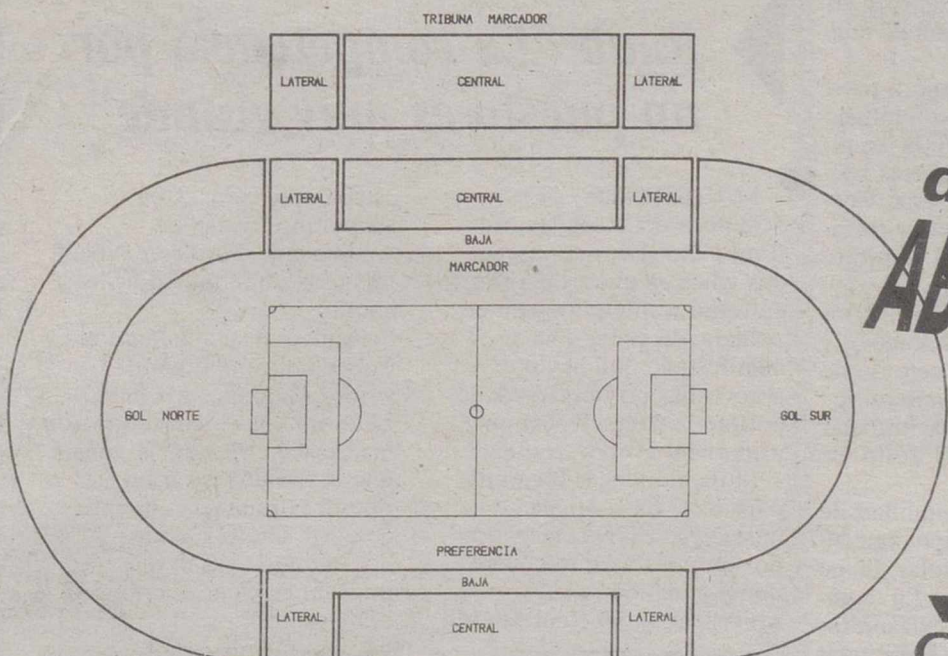 TRIBUNA MARCADOR
LATERAL CENTRAL LATERAL
LATERAL CENTRAL LATERAL
BAJA
MARCADOR
GOL NORTE GOL SUR
PREFERENCIA
BAJA
LATERAL CENTRAL LATERAL